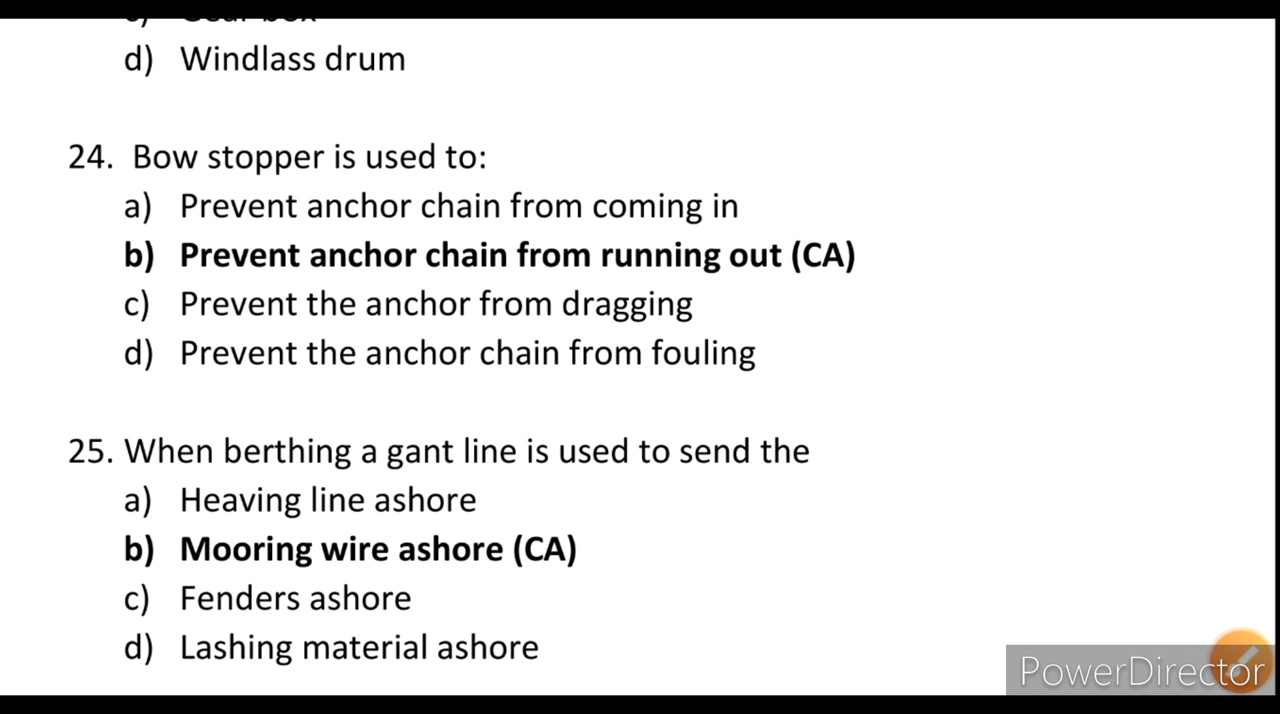 d) Windlass drum
24. Bow stopper is used to:
a) Prevent anchor chain from coming in
b) Prevent anchor chain from running out (CA)
c) Prevent the anchor from dragging
d) Prevent the anchor chain from fouling
25. When berthing a gant line is used to send the
a) Heaving line ashore
b) Mooring wire ashore (CA)
c) Fenders ashore
d) Lashing material ashore
PowerDirector